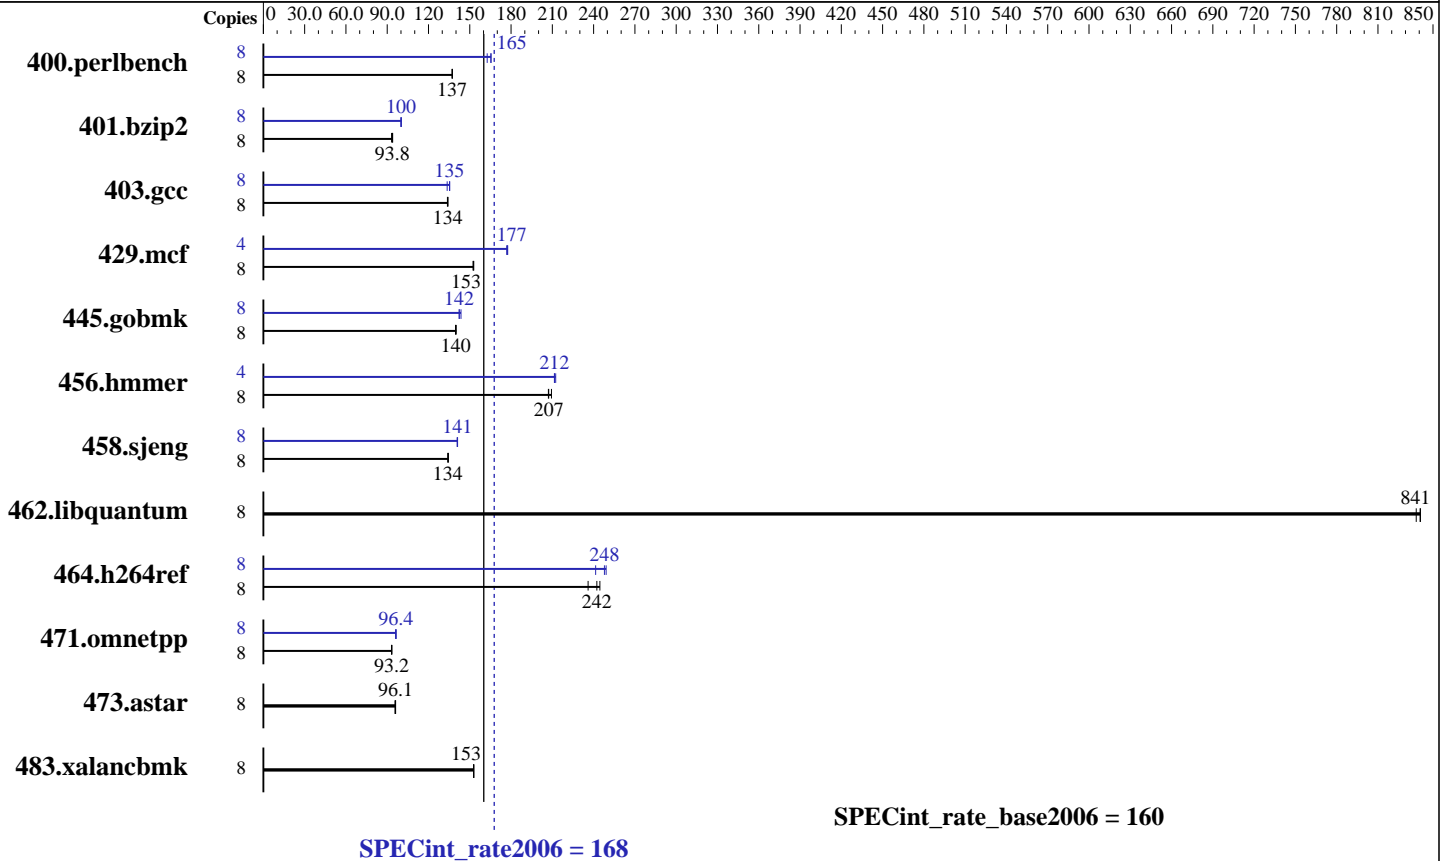 Copies 0 30.0 60.0 90.0 120 150 180 210 240 270 300 330 360 390 420 450 480 510 540 570 600 630 660 690 720 750 780 810 850
400.perlbench 8 165
8 137
401.bzip2 8 100
8 93.8
403.gcc 8 135
8 134
429.mcf 4 177
8 153
445.gobmk 8 142
8 140
456.hmmer 4 212
8 207
458.sjeng 8 141
8 134
462.libquantum 8 841
464.h264ref 8 248
8 242
471.omnetpp 8 96.4
8 93.2
473.astar 8 96.1
483.xalancbmk 8 153
SPECint_rate_base2006 = 160
SPECint_rate2006 = 168